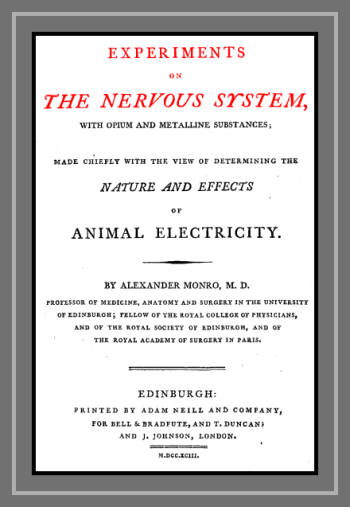 EXPERIMENTS
ON
THE NERVOUS SYSTEM,
WITH OPIUM AND METALLINE SUBSTANCES;
MADE CHIEFLY WITH THE VIEW OF DETERMINING THE
NATURE AND EFFECTS
OF
ANIMAL ELECTRICITY.
BY ALEXANDER MONRO, M. D.
PROFESSOR OF MEDICINE, ANATOMY AND SURGERY IN THE UNIVERSITY
OF EDINBURGH; FELLOW OF THE ROYAL COLLEGE OF PHYSICIANS,
AND OF THE ROYAL SOCIETY OF EDINBURGH, AND OF
THE ROYAL ACADEMY OF SURGERY IN PARIS.
EDINBURGH:
PRINTED BY ADAM NEILL AND COMPANY,
FOR BELL & BRADFUTE, AND T. DUNCAN;
AND J. JOHNSON, LONDON.
M.DCC.XCIII.